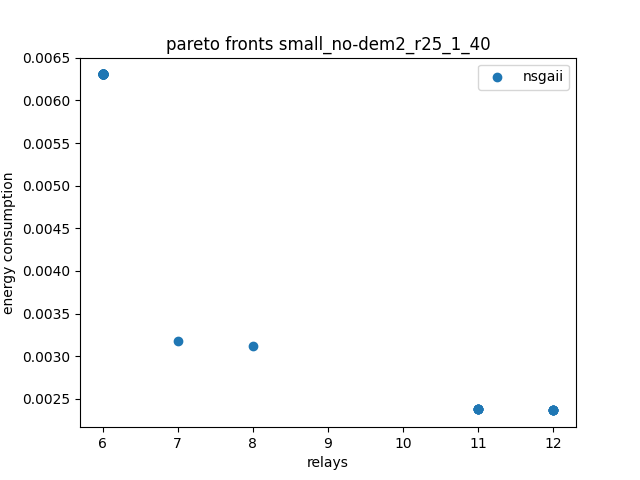 pareto fronts small_no-dem2_r25_1_40
nsgaii
energy consumption
0.0065
0.0060
0.0055
0.0050
0.0045
0.0040
0.0035
0.0030
0.0025
6 7 8 9 10 11 12
relays